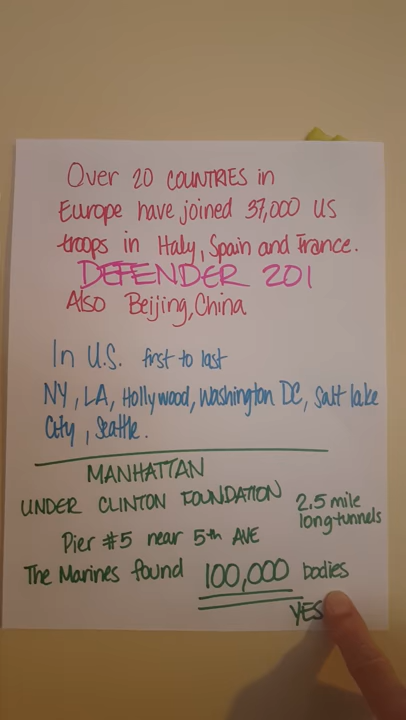 Over 20 COUNTRIES in
Europe have joined 37,000 US
troops in Italy, Spain and France.
DEFENDER 201
Also Beijing, China
In U.S. first to last
NY, LA, Hollywood, Washington DC, Salt lake
City, Seattle.
MANHATTAN
UNDER CLINTON FOUNDATION
2.5 mile
long-tunnels
Pier #5 near 5th AVE
The Marines found 100,000 bodies
YES